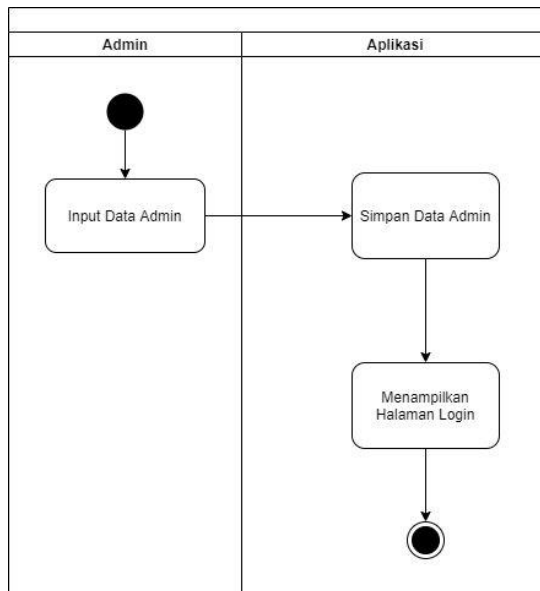 Admin
Aplikasi
Input Data Admin
Simpan Data Admin
Menampilkan
Halaman Login